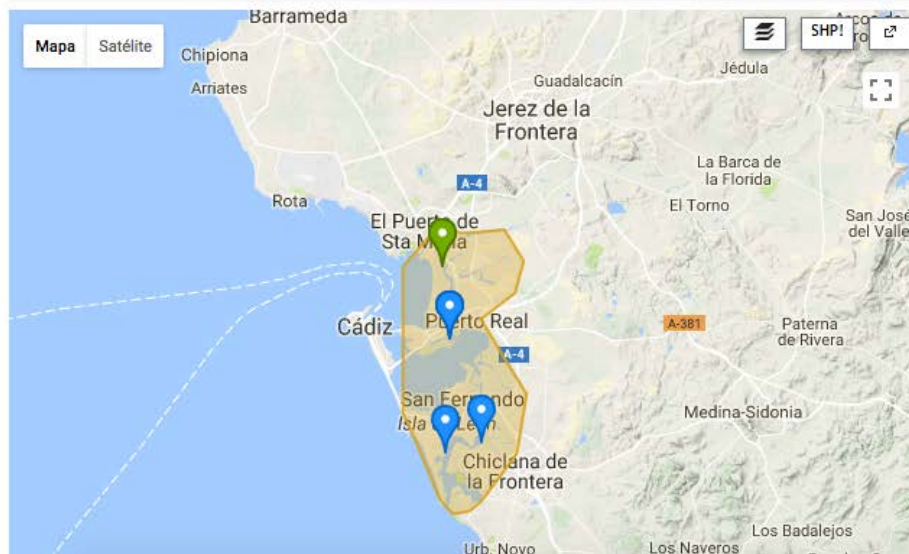 Barrameda
Mapa
Satélite
SHP!
Chipiona
Arriates
Guadalcacín
Jédula
Jerez de la
Frontera
La Barca de
la Florida
A-4
Rota
El Torno
El Puerto de
Sta María
San José
del Valle
Cádiz
Puerto Real
A-381
Paterna
de Rivera
A-4
San Fernando
Isla de León
Medina-Sidonia
Chiclana de
la Frontera
Los Badalejos
Urb. Novo
Los Naveros
Benalup-